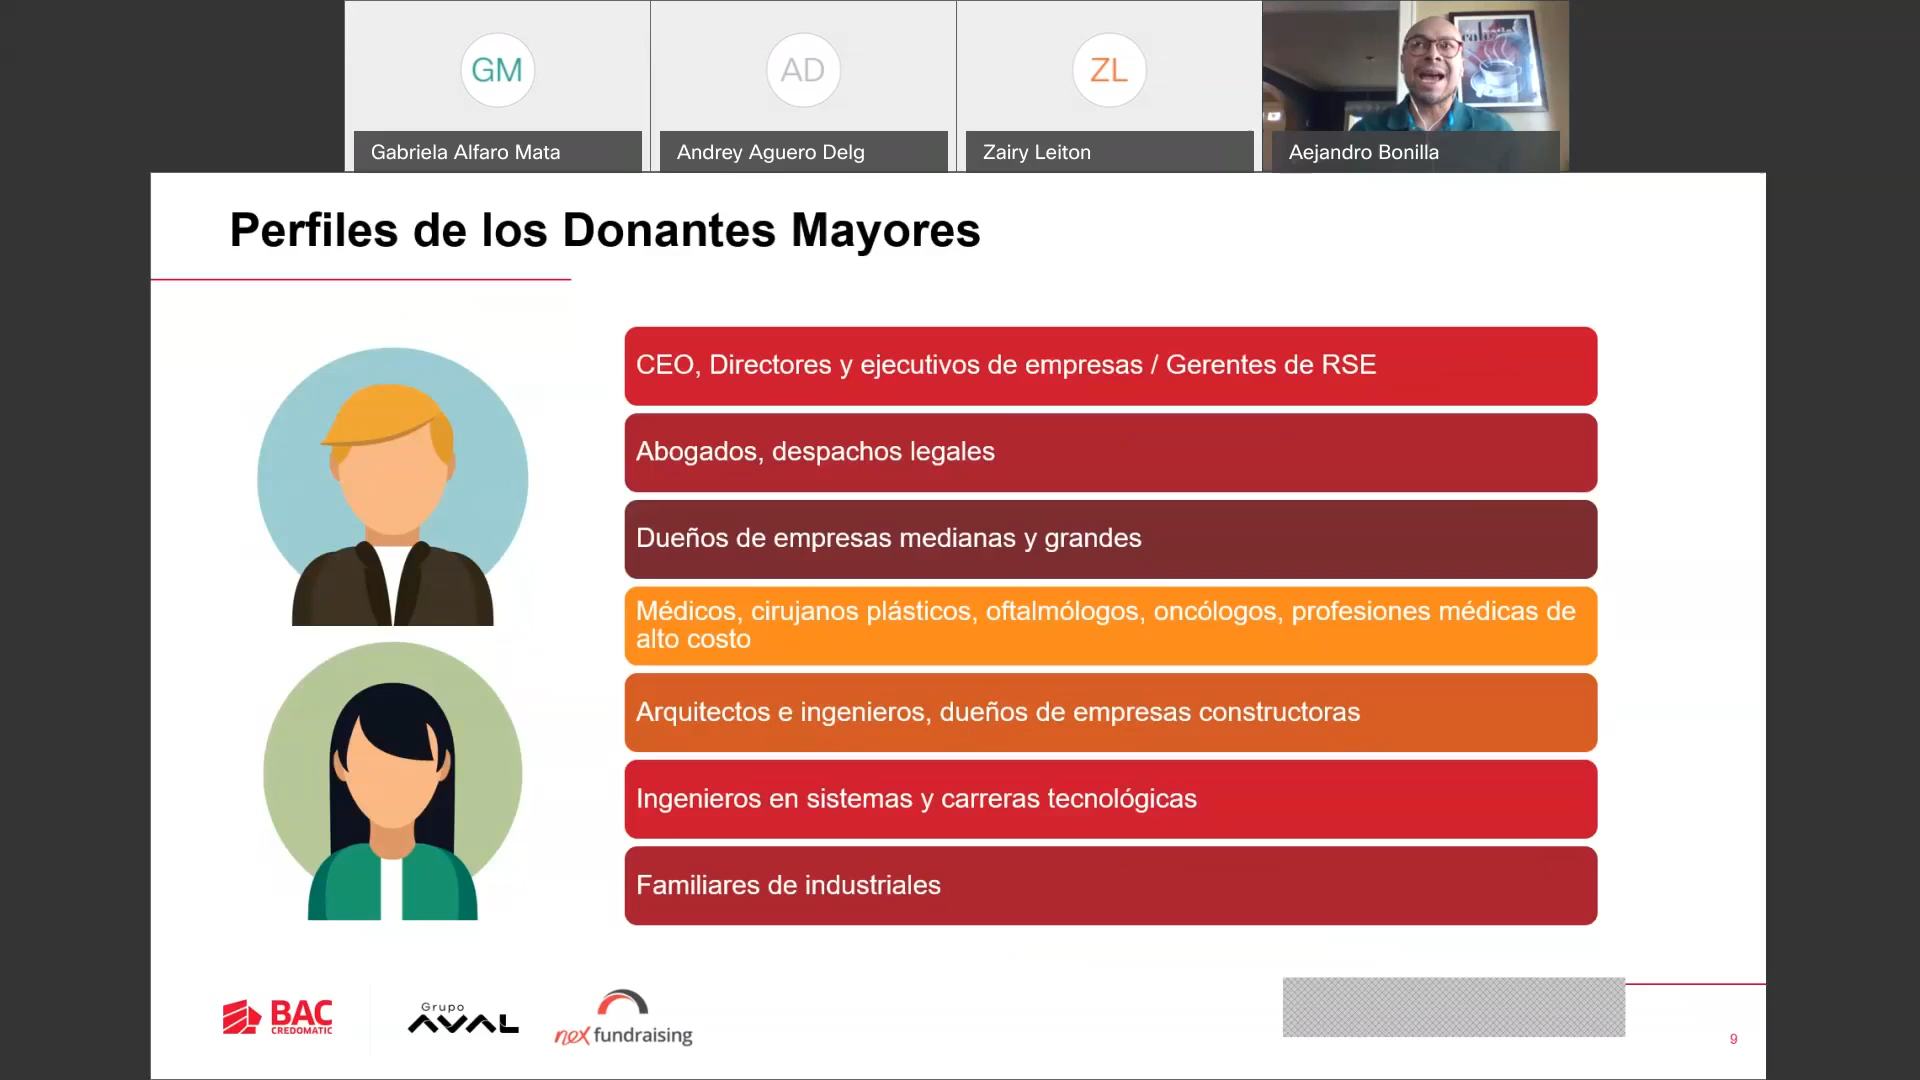 GM
AD
ZL
Gabriela Alfaro Mata
Andrey Aguero Delg
Zairy Leiton
Aejandro Bonilla
Perfiles de los Donantes Mayores
CEO, Directores y ejecutivos de empresas / Gerentes de RSE
Abogados, despachos legales
Dueños de empresas medianas y grandes
Médicos, cirujanos plásticos, oftalmólogos, oncólogos, profesiones médicas de
alto costo
Arquitectos e ingenieros, dueños de empresas constructoras
Ingenieros en sistemas y carreras tecnológicas
Familiares de industriales
BAC
CREDOMATIC
Grupo
AVAL
nex fundraising
9